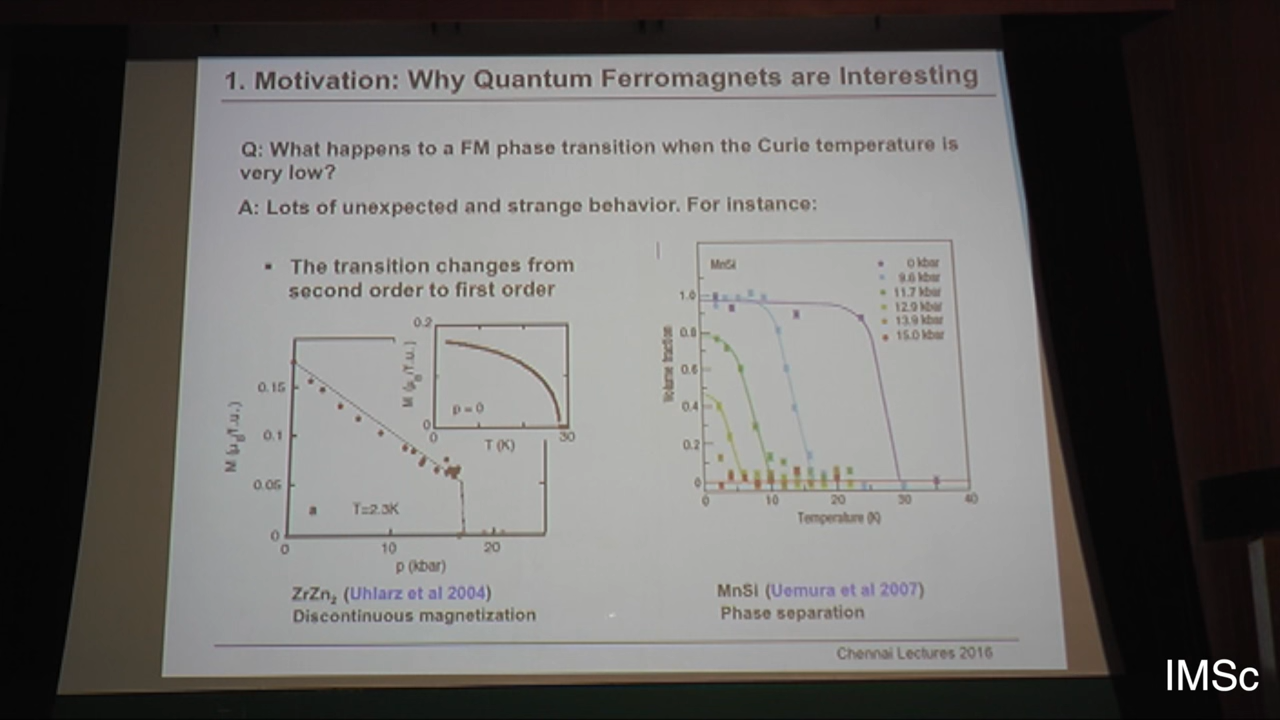 1. Motivation: Why Quantum Ferromagnets are Interesting
Q: What happens to a FM phase transition when the Curie temperature is
very low?
A: Lots of unexpected and strange behavior. For instance:
▪ The transition changes from
second order to first order
0.2
M (μB/f.u.)
0
p = 0
0
30
T (K)
0.15
0.1
0.05
0
M (μB/f.u.)
a T=2.3K
0
10
20
p (kbar)
ZrZn2 (Uhlarz et al 2004)
Discontinuous magnetization
MnSi
0 kbar
9.6 kbar
11.7 kbar
12.9 kbar
13.9 kbar
15.0 kbar
1.0
0.8
0.6
0.4
0.2
0
Volume fraction
0
10
20
30
40
Temperature (K)
MnSi (Uemura et al 2007)
Phase separation
Chennai Lectures 2016
IMSc